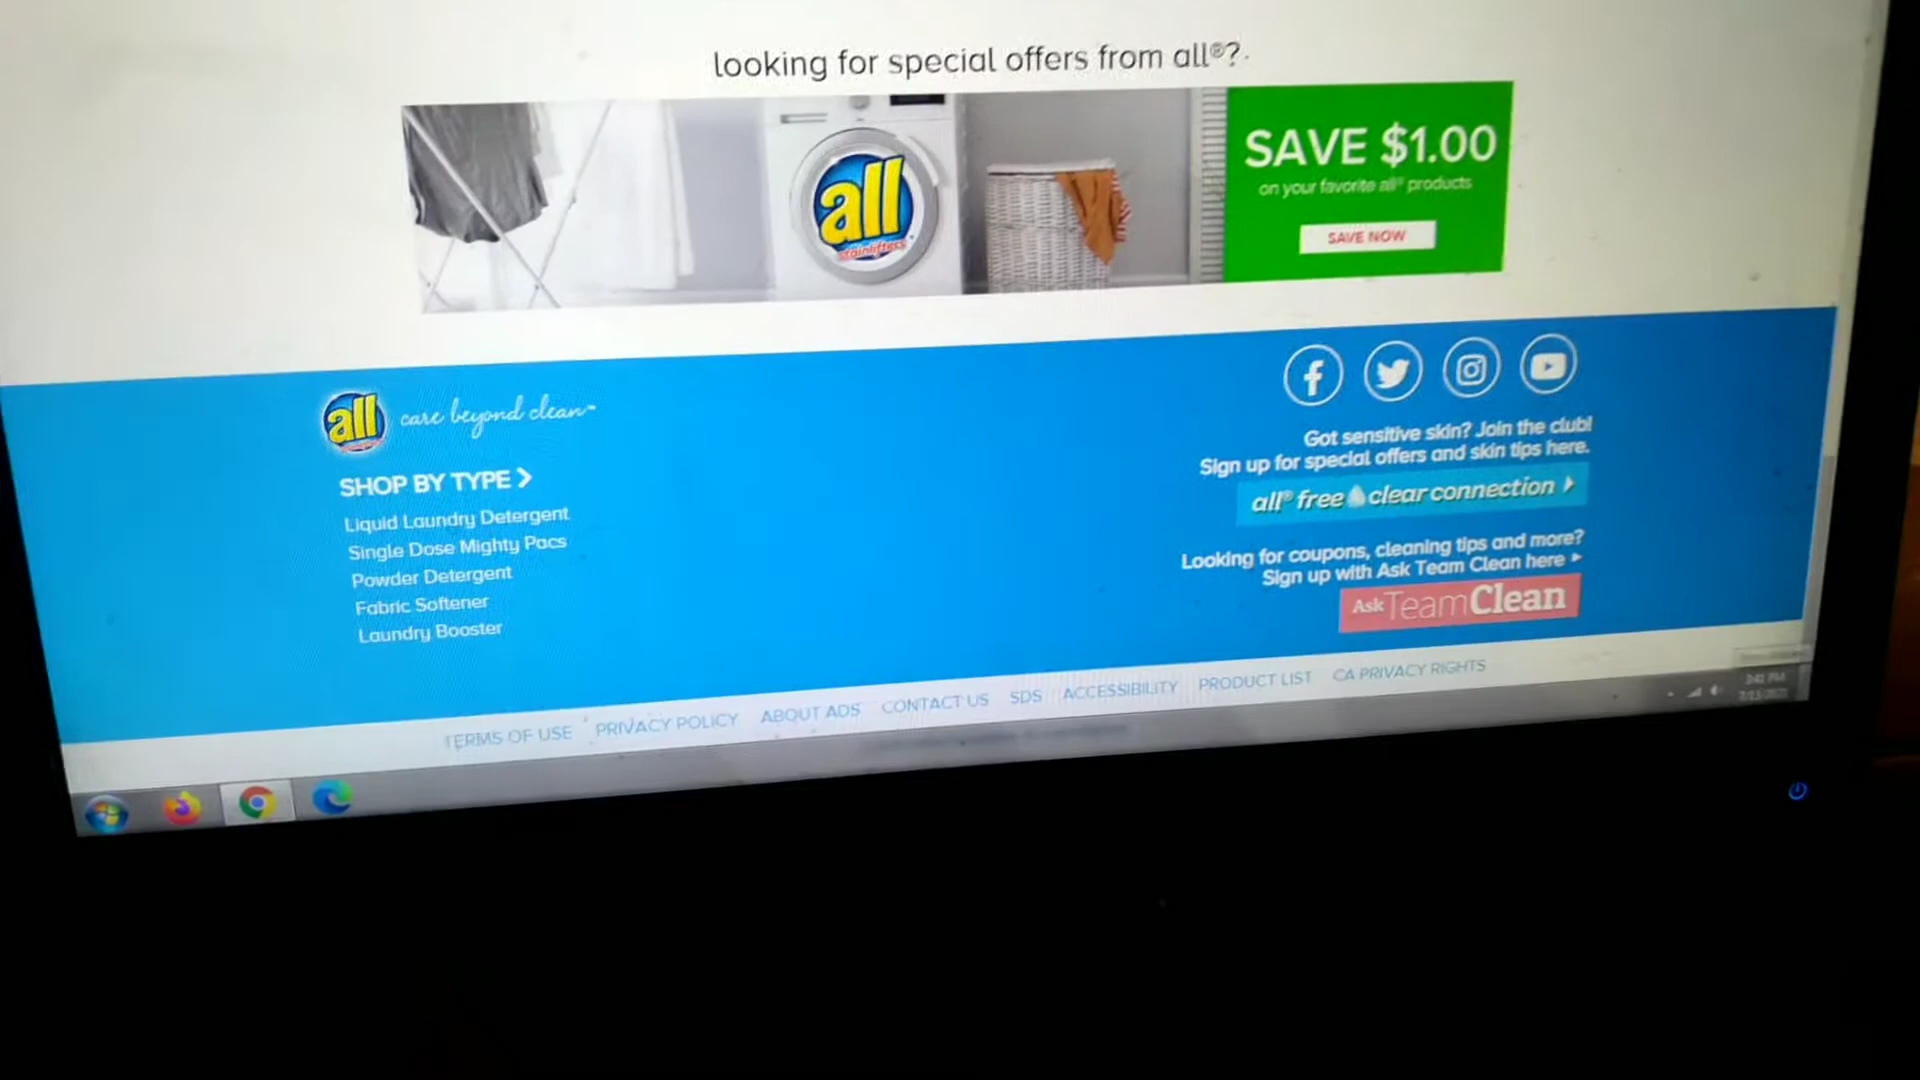 looking for special offers from all®?
all
stainlifters
SAVE $1.00
on your favorite all® products
SAVE NOW
all care beyond clean™
SHOP BY TYPE
Liquid Laundry Detergent
Single Dose Mighty Pacs
Powder Detergent
Fabric Softener
Laundry Booster
Got sensitive skin? Join the club!
Sign up for special offers and skin tips here.
all® free clear connection
Looking for coupons, cleaning tips and more?
Sign up with Ask Team Clean here
Ask TeamClean
TERMS OF USE PRIVACY POLICY ABOUT ADS CONTACT US SDS ACCESSIBILITY PRODUCT LIST CA PRIVACY RIGHTS